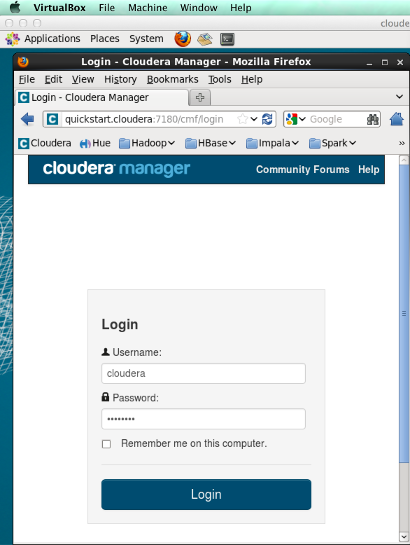 VirtualBox File Machine Window Help
cloude
Applications Places System
Login - Cloudera Manager - Mozilla Firefox
File Edit View History Bookmarks Tools Help
Login - Cloudera Manager
quickstart.cloudera:7180/cmf/login Google
Cloudera Hue Hadoop HBase Impala Spark »
cloudera manager Community Forums Help
Login
Username:
cloudera
Password:
••••••••
Remember me on this computer.
Login